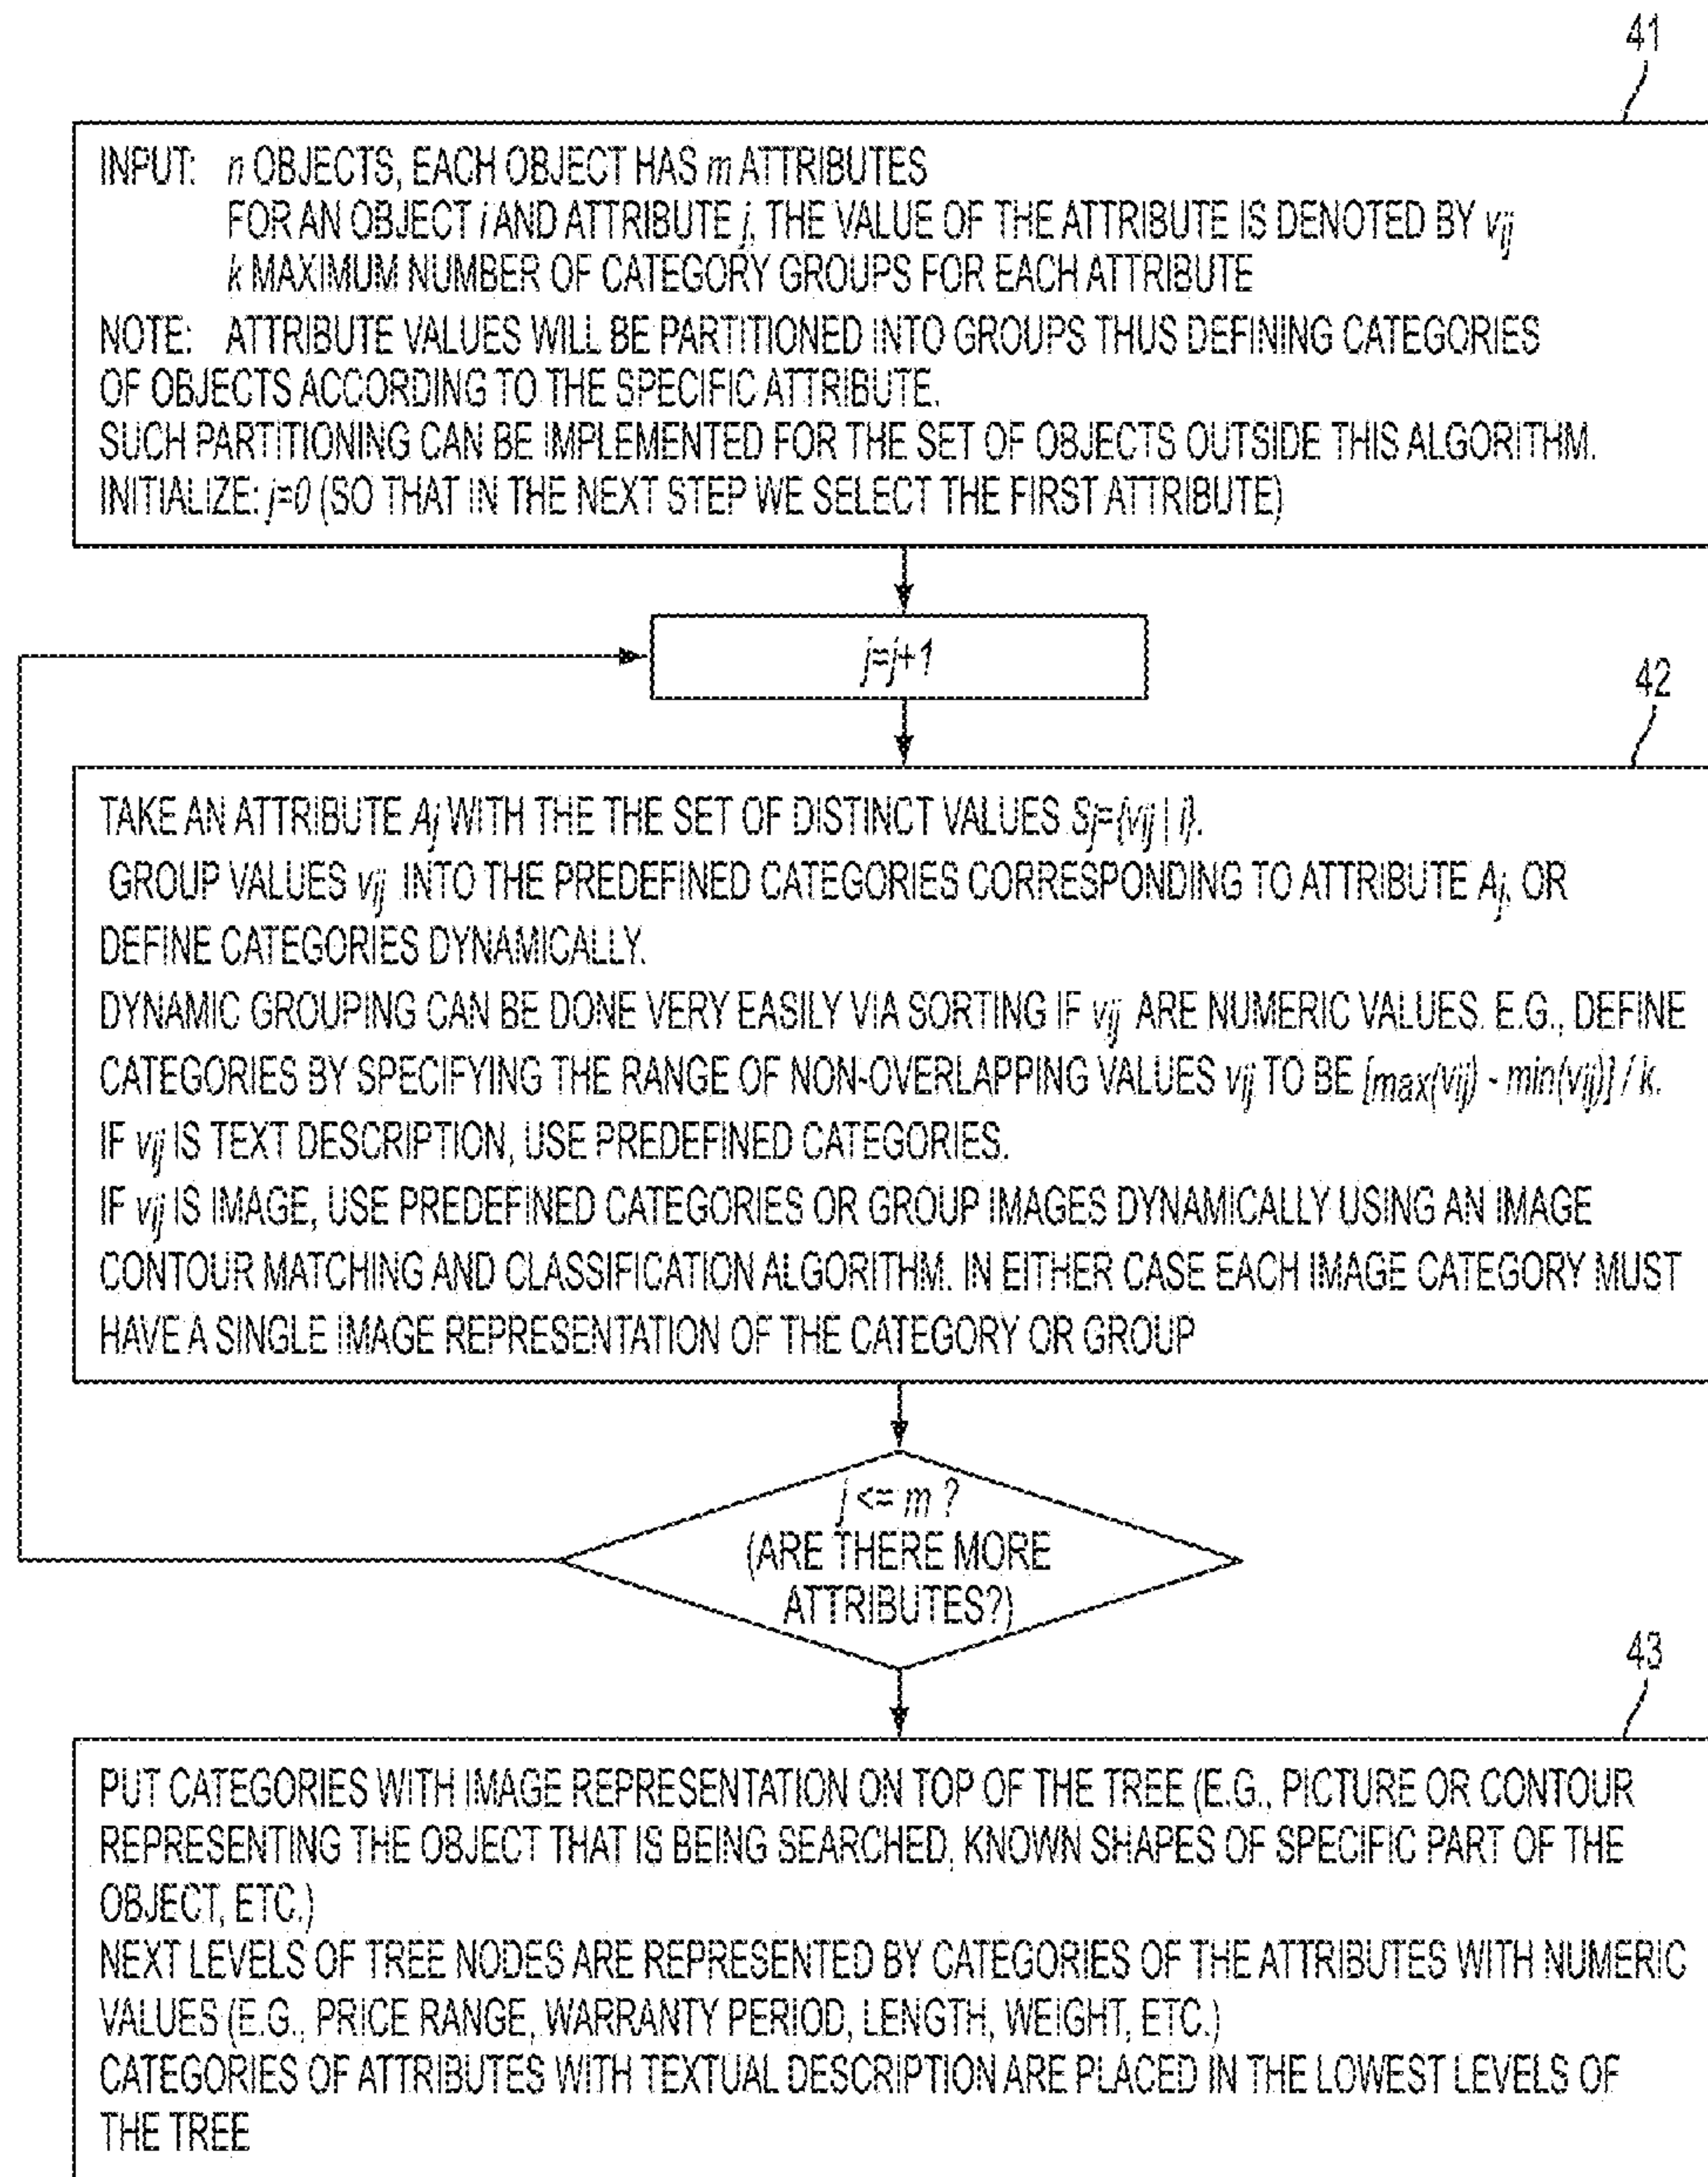 41
INPUT: n OBJECTS, EACH OBJECT HAS m ATTRIBUTES
FOR AN OBJECT i AND ATTRIBUTE j, THE VALUE OF THE ATTRIBUTE IS DENOTED BY vij
k MAXIMUM NUMBER OF CATEGORY GROUPS FOR EACH ATTRIBUTE
NOTE: ATTRIBUTE VALUES WILL BE PARTITIONED INTO GROUPS THUS DEFINING CATEGORIES
OF OBJECTS ACCORDING TO THE SPECIFIC ATTRIBUTE.
SUCH PARTITIONING CAN BE IMPLEMENTED FOR THE SET OF OBJECTS OUTSIDE THIS ALGORITHM.
INITIALIZE: j=0 (SO THAT IN THE NEXT STEP WE SELECT THE FIRST ATTRIBUTE)
j=j+1
42
TAKE AN ATTRIBUTE Aj WITH THE THE SET OF DISTINCT VALUES Sj={vij | i}.
GROUP VALUES vij INTO THE PREDEFINED CATEGORIES CORRESPONDING TO ATTRIBUTE Aj, OR
DEFINE CATEGORIES DYNAMICALLY.
DYNAMIC GROUPING CAN BE DONE VERY EASILY VIA SORTING IF vij ARE NUMERIC VALUES. E.G., DEFINE
CATEGORIES BY SPECIFYING THE RANGE OF NON-OVERLAPPING VALUES vij TO BE [max(vij) - min(vij)] / k.
IF vij IS TEXT DESCRIPTION, USE PREDEFINED CATEGORIES.
IF vij IS IMAGE, USE PREDEFINED CATEGORIES OR GROUP IMAGES DYNAMICALLY USING AN IMAGE
CONTOUR MATCHING AND CLASSIFICATION ALGORITHM. IN EITHER CASE EACH IMAGE CATEGORY MUST
HAVE A SINGLE IMAGE REPRESENTATION OF THE CATEGORY OR GROUP
j <= m ?
(ARE THERE MORE
ATTRIBUTES?)
43
PUT CATEGORIES WITH IMAGE REPRESENTATION ON TOP OF THE TREE (E.G., PICTURE OR CONTOUR
REPRESENTING THE OBJECT THAT IS BEING SEARCHED, KNOWN SHAPES OF SPECIFIC PART OF THE
OBJECT, ETC.)
NEXT LEVELS OF TREE NODES ARE REPRESENTED BY CATEGORIES OF THE ATTRIBUTES WITH NUMERIC
VALUES (E.G., PRICE RANGE, WARRANTY PERIOD, LENGTH, WEIGHT, ETC.)
CATEGORIES OF ATTRIBUTES WITH TEXTUAL DESCRIPTION ARE PLACED IN THE LOWEST LEVELS OF
THE TREE